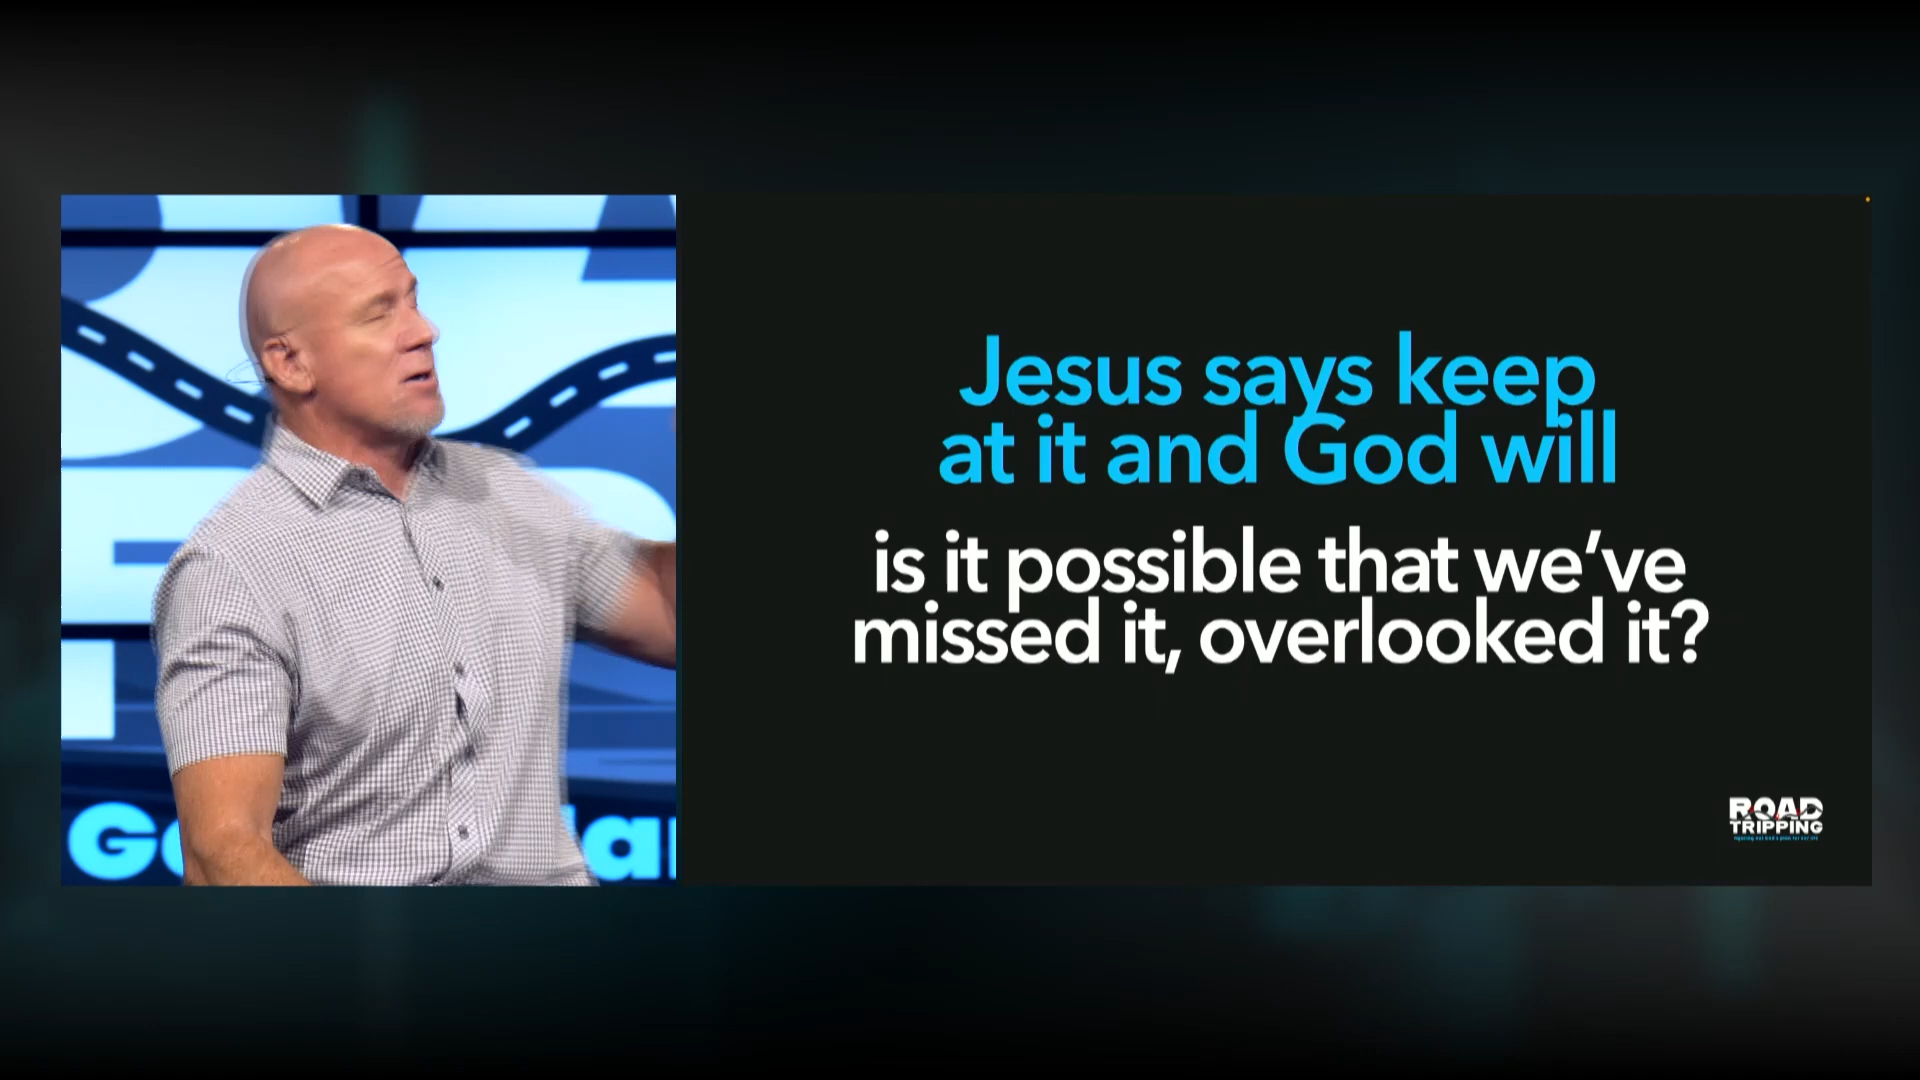 Jesus says keep
at it and God will
is it possible that we've
missed it, overlooked it?
ROAD
TRIPPING